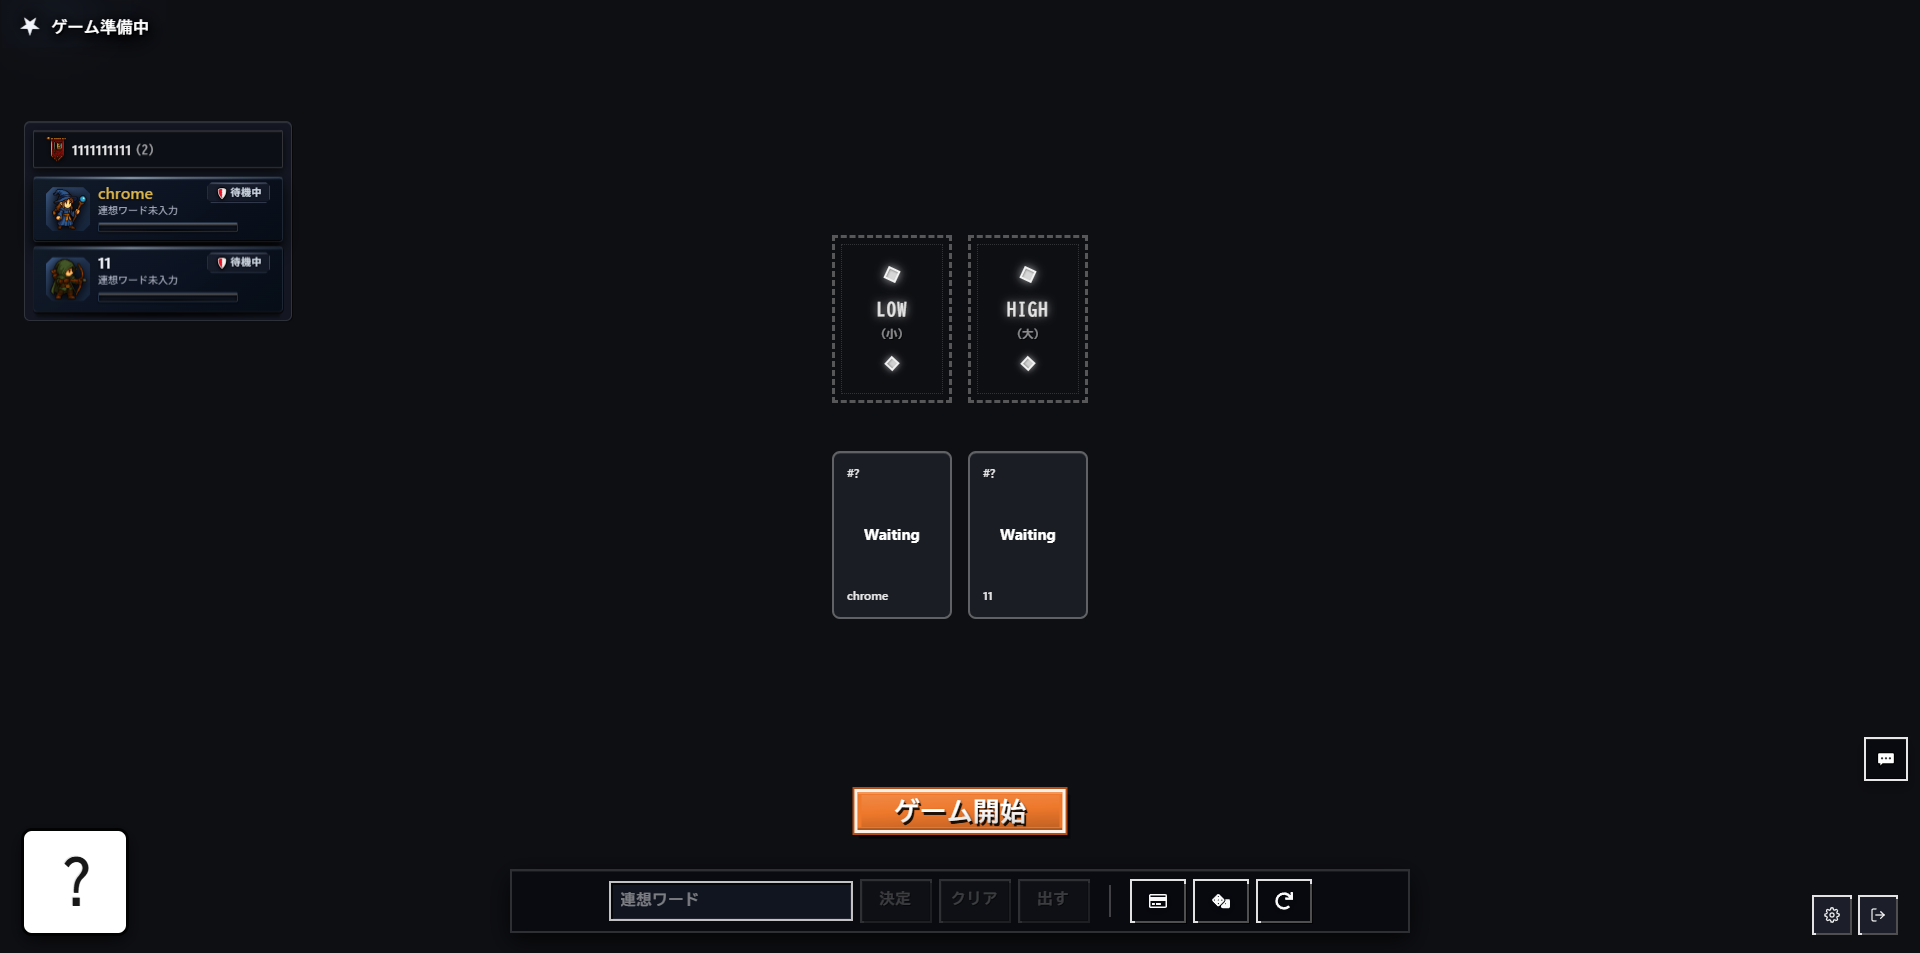 ゲーム準備中
1111111111 (2)
chrome
待機中
連想ワード未入力
11
待機中
連想ワード未入力
LOW
(小)
HIGH
(大)
#?
Waiting
chrome
#?
Waiting
11
ゲーム開始
?
連想ワード
決定
クリア
出す